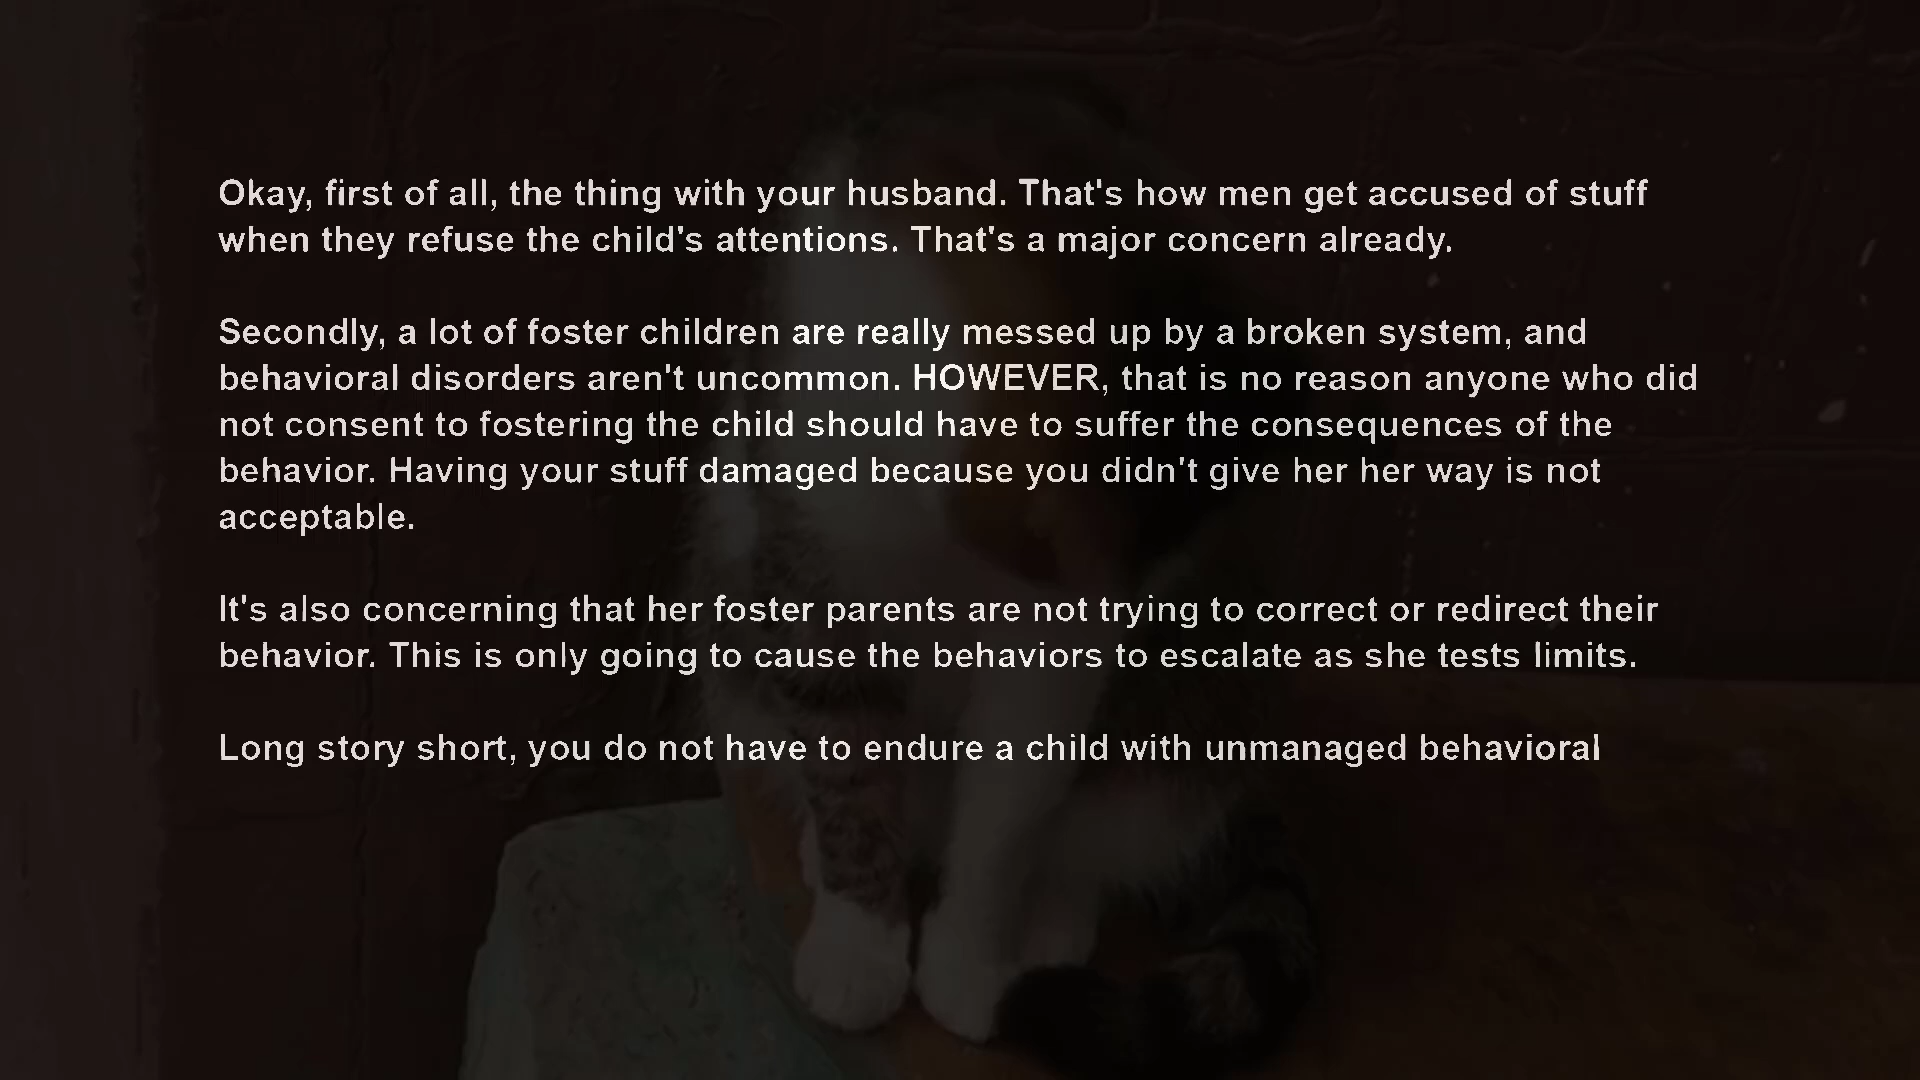 Okay, first of all, the thing with your husband. That's how men get accused of stuff
when they refuse the child's attentions. That's a major concern already.
Secondly, a lot of foster children are really messed up by a broken system, and
behavioral disorders aren't uncommon. HOWEVER, that is no reason anyone who did
not consent to fostering the child should have to suffer the consequences of the
behavior. Having your stuff damaged because you didn't give her her way is not
acceptable.
It's also concerning that her foster parents are not trying to correct or redirect their
behavior. This is only going to cause the behaviors to escalate as she tests limits.
Long story short, you do not have to endure a child with unmanaged behavioral